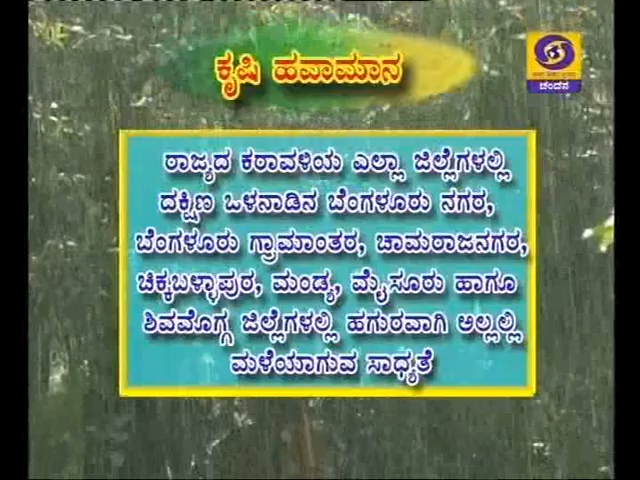 ಕೃಷಿ ಹವಾಮಾನ
ಚಂದನ
ರಾಜ್ಯದ ಕರಾವಳಿಯ ಎಲ್ಲಾ ಜಿಲ್ಲೆಗಳಲ್ಲಿ
ದಕ್ಷಿಣ ಒಳನಾಡಿನ ಬೆಂಗಳೂರು ನಗರ,
ಬೆಂಗಳೂರು ಗ್ರಾಮಾಂತರ, ಚಾಮರಾಜನಗರ,
ಚಿಕ್ಕಬಳ್ಳಾಪುರ, ಮಂಡ್ಯ, ಮೈಸೂರು ಹಾಗೂ
ಶಿವಮೊಗ್ಗ ಜಿಲ್ಲೆಗಳಲ್ಲಿ ಹಗುರವಾಗಿ ಅಲ್ಲಲ್ಲಿ
ಮಳೆಯಾಗುವ ಸಾಧ್ಯತೆ